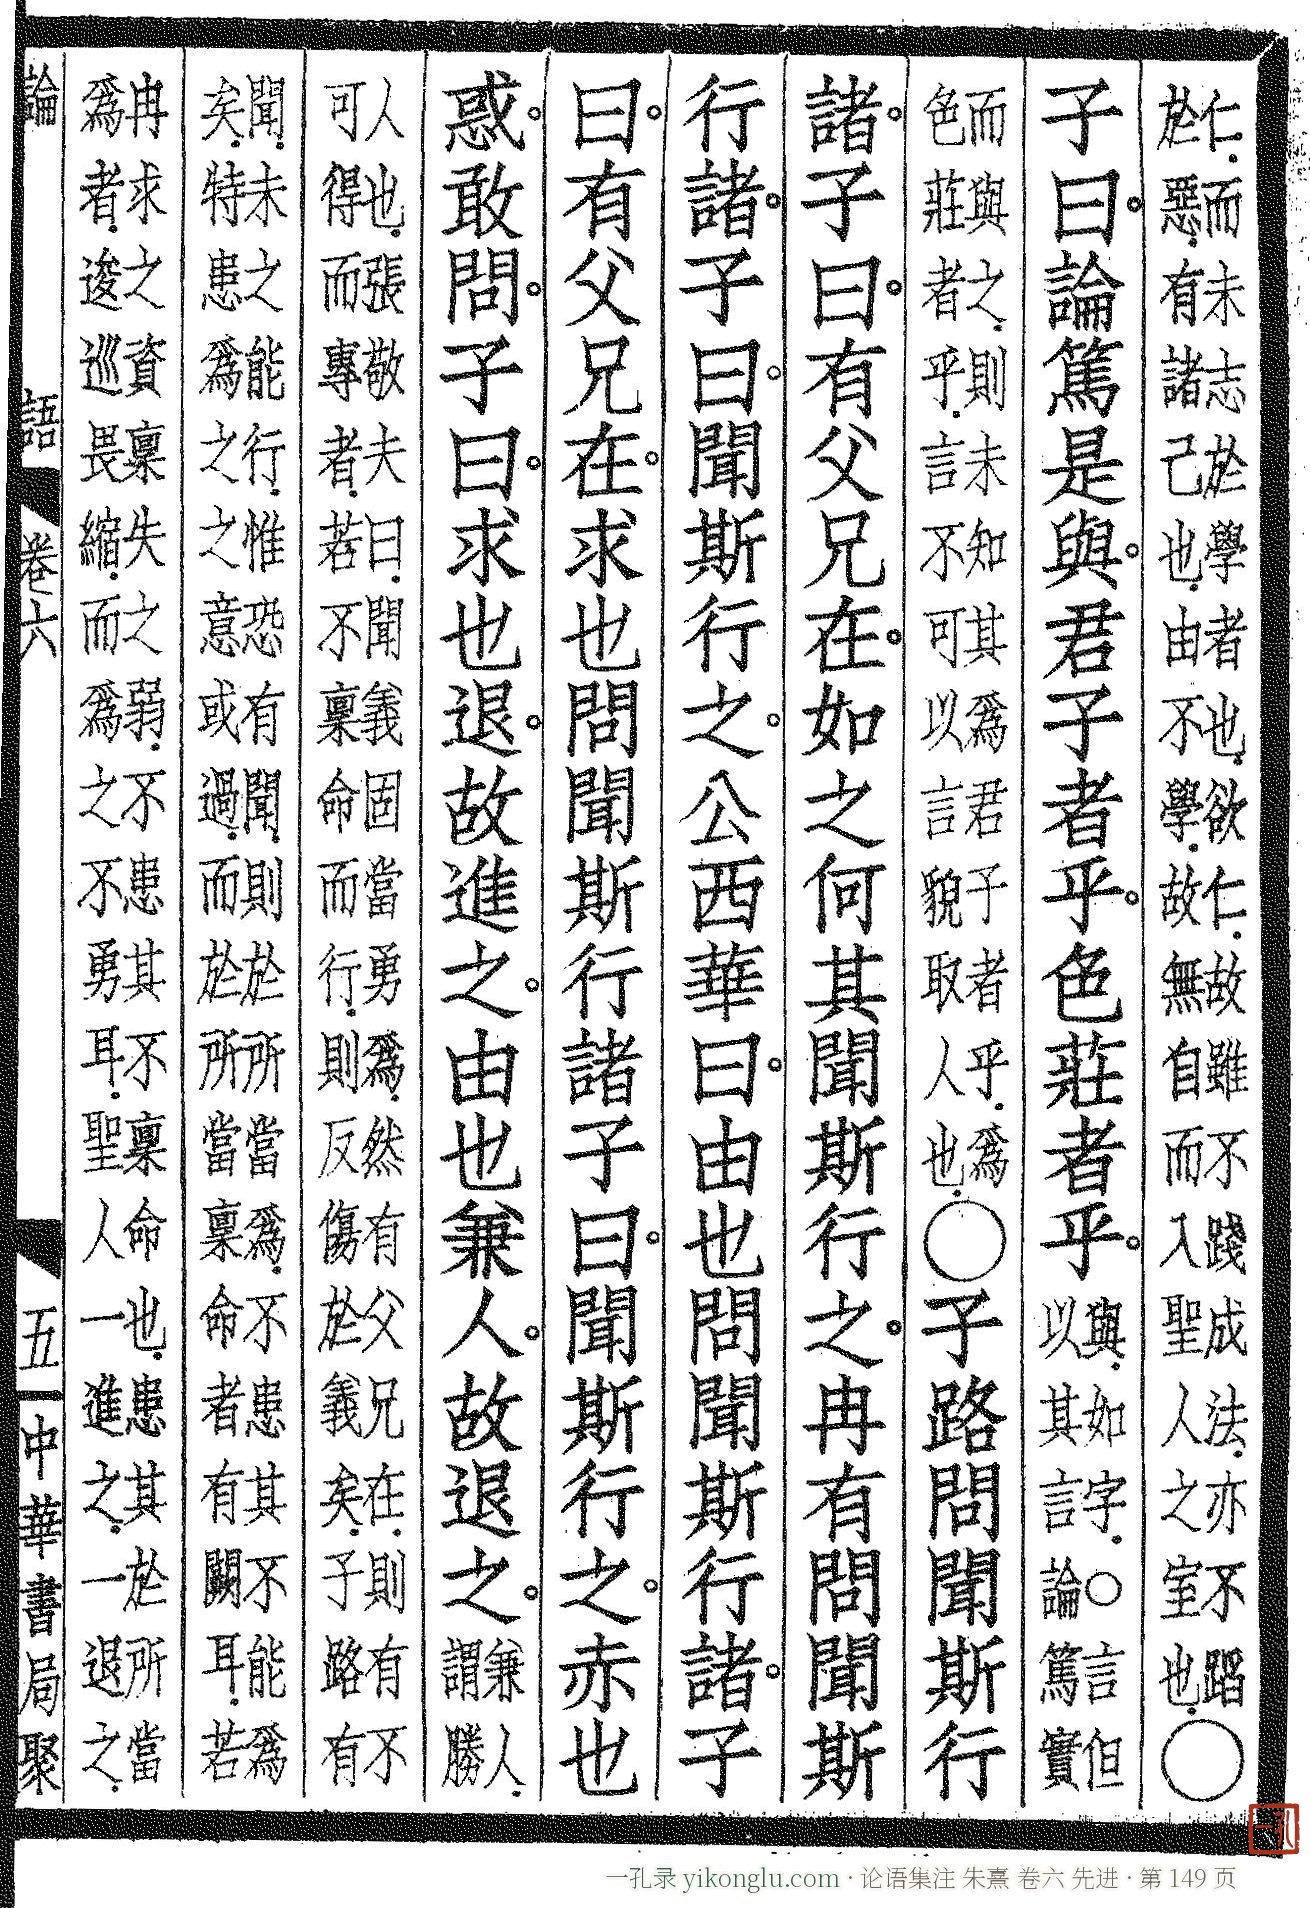 仁。而未志於學者也。欲仁。故雖不踐成法。亦不蹈
於惡。有諸己也。由不學。故無自而入聖人之室也。○
子曰。論篤是與。君子者乎。色莊者乎。與。如字。○言但
以其言論篤實
而與之。則未知其爲君子者乎。爲
色莊者乎。言不可以言貌取人也。○子路問聞斯行
諸。子曰。有父兄在。如之何其聞斯行之。冉有問聞斯
行諸。子曰。聞斯行之。公西華曰。由也問聞斯行諸。子
曰。有父兄在。求也問聞斯行諸子曰。聞斯行之。赤也
惑。敢問。子曰。求也退。故進之。由也兼人。故退之。兼人。
謂勝
人也。張敬夫曰。聞義固當勇爲。然有父兄在。則有不
可得而專者。若不稟命而行。則反傷於義矣。子路有
聞。未之能行。惟恐有聞。則於所當爲。不患其不能爲
矣。特患爲之之意或過。而於所當稟命者有闕耳。若
冉求之資稟失之弱。不患其不稟命也。患其於所當
爲者。逡巡畏縮。而爲之不勇耳。聖人一進之。一退之。
論語
卷六
五
中華書局聚
一孔
一孔录 yikonglu.com · 论语集注 朱熹 卷六 先进 · 第 149 页